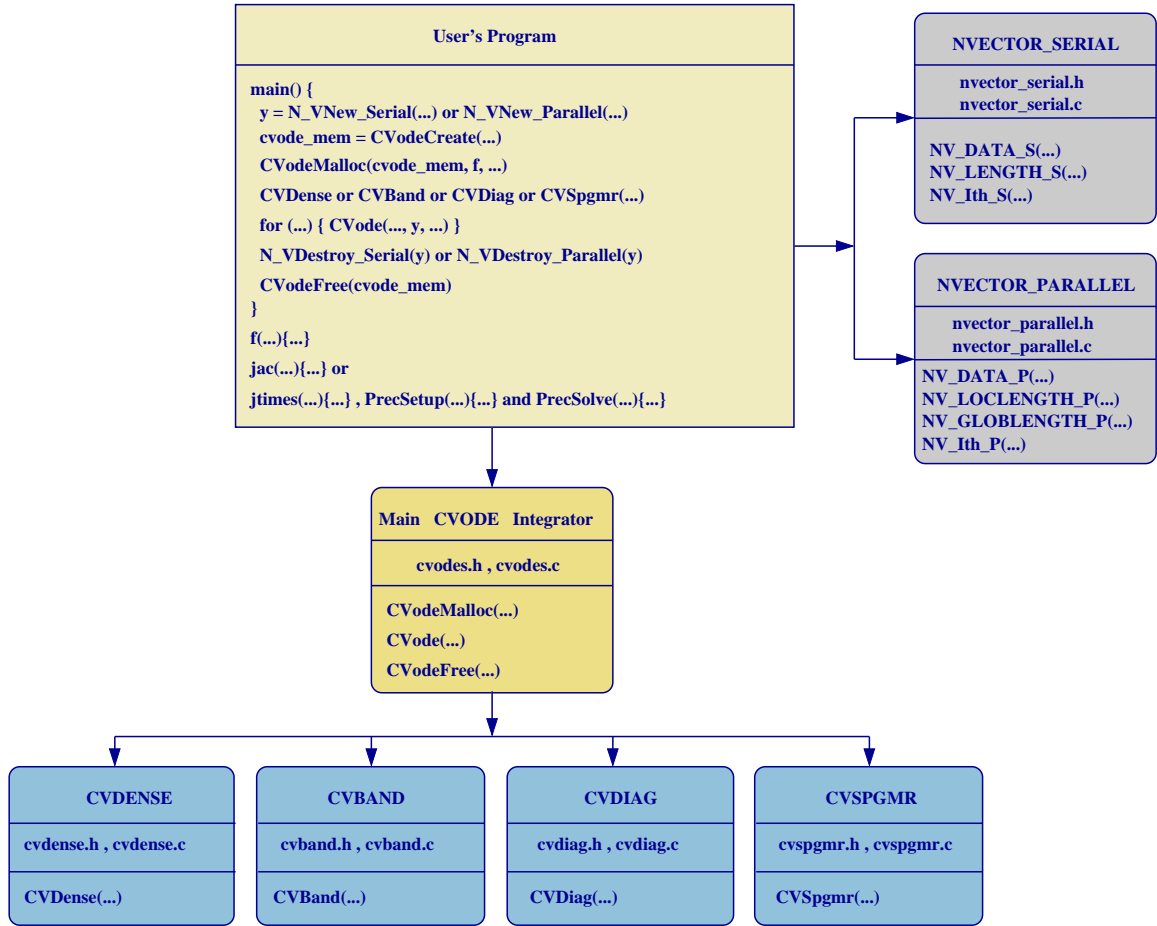 User's Program
main() {
y = N_VNew_Serial(...) or N_VNew_Parallel(...)
cvode_mem = CVodeCreate(...)
CVodeMalloc(cvode_mem, f, ...)
CVDense or CVBand or CVDiag or CVSpgmr(...)
for (...) { CVode(..., y, ...) }
N_VDestroy_Serial(y) or N_VDestroy_Parallel(y)
CVodeFree(cvode_mem)
}
f(...){...}
jac(...){...} or
jtimes(...){...} , PrecSetup(...){...} and PrecSolve(...){...}
NVECTOR_SERIAL
nvector_serial.h
nvector_serial.c
NV_DATA_S(...)
NV_LENGTH_S(...)
NV_Ith_S(...)
NVECTOR_PARALLEL
nvector_parallel.h
nvector_parallel.c
NV_DATA_P(...)
NV_LOCLENGTH_P(...)
NV_GLOBLENGTH_P(...)
NV_Ith_P(...)
Main CVODE Integrator
cvodes.h , cvodes.c
CVodeMalloc(...)
CVode(...)
CVodeFree(...)
CVDENSE
cvdense.h , cvdense.c
CVDense(...)
CVBAND
cvband.h , cvband.c
CVBand(...)
CVDIAG
cvdiag.h , cvdiag.c
CVDiag(...)
CVSPGMR
cvspgmr.h , cvspgmr.c
CVSpgmr(...)